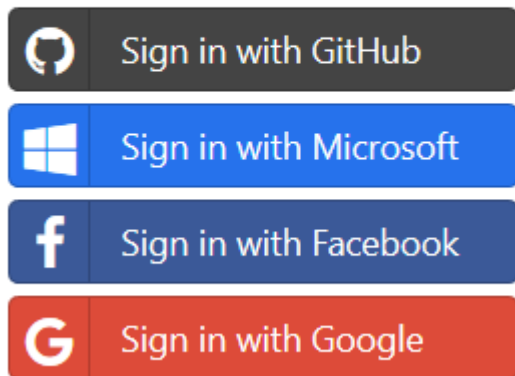 Sign in with GitHub
Sign in with Microsoft
Sign in with Facebook
Sign in with Google